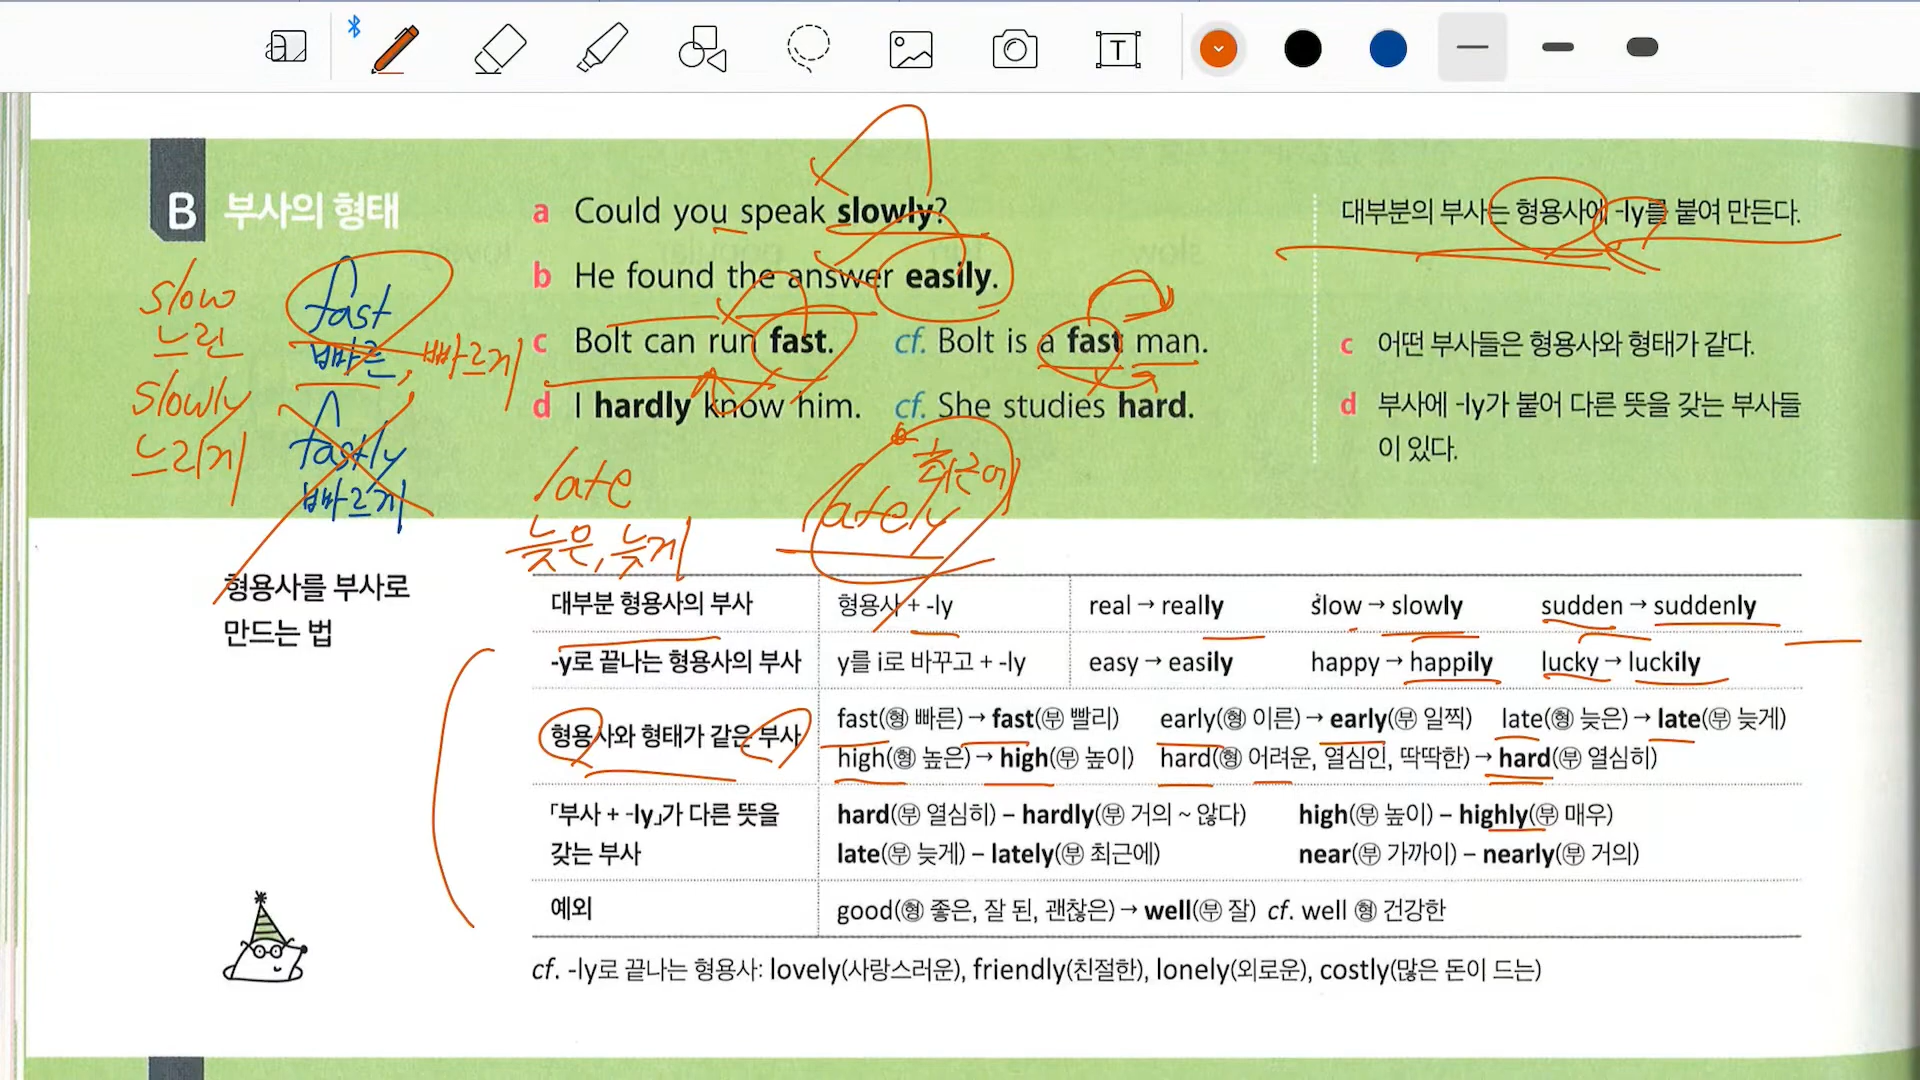 T
B 부사의 형태
a Could you speak slowly?
대부분의 부사는 형용사에 -ly를 붙여 만든다.
b He found the answer easily.
c Bolt can run fast. cf. Bolt is a fast man.
c 어떤 부사들은 형용사와 형태가 같다.
d I hardly know him. cf. She studies hard.
d 부사에 -ly가 붙어 다른 뜻을 갖는 부사들
이 있다.
slow
느린
slowly
느리게
fast
빠른, 빠르게
fastly
빠르게
late
늦은, 늦게
최근에
lately
형용사를 부사로
만드는 법
대부분 형용사의 부사 형용사 + -ly real → really slow → slowly sudden → suddenly
-y로 끝나는 형용사의 부사 y를 i로 바꾸고 + -ly easy → easily happy → happily lucky → luckily
형용사와 형태가 같은 부사
fast(형 빠른) → fast(부 빨리) early(형 이른) → early(부 일찍) late(형 늦은) → late(부 늦게)
high(형 높은) → high(부 높이) hard(형 어려운, 열심인, 딱딱한) → hard(부 열심히)
「부사 + -ly」가 다른 뜻을
갖는 부사
hard(부 열심히) – hardly(부 거의 ~ 않다) high(부 높이) – highly(부 매우)
late(부 늦게) – lately(부 최근에) near(부 가까이) – nearly(부 거의)
예외 good(형 좋은, 잘 된, 괜찮은) → well(부 잘) cf. well 형 건강한
cf. -ly로 끝나는 형용사: lovely(사랑스러운), friendly(친절한), lonely(외로운), costly(많은 돈이 드는)